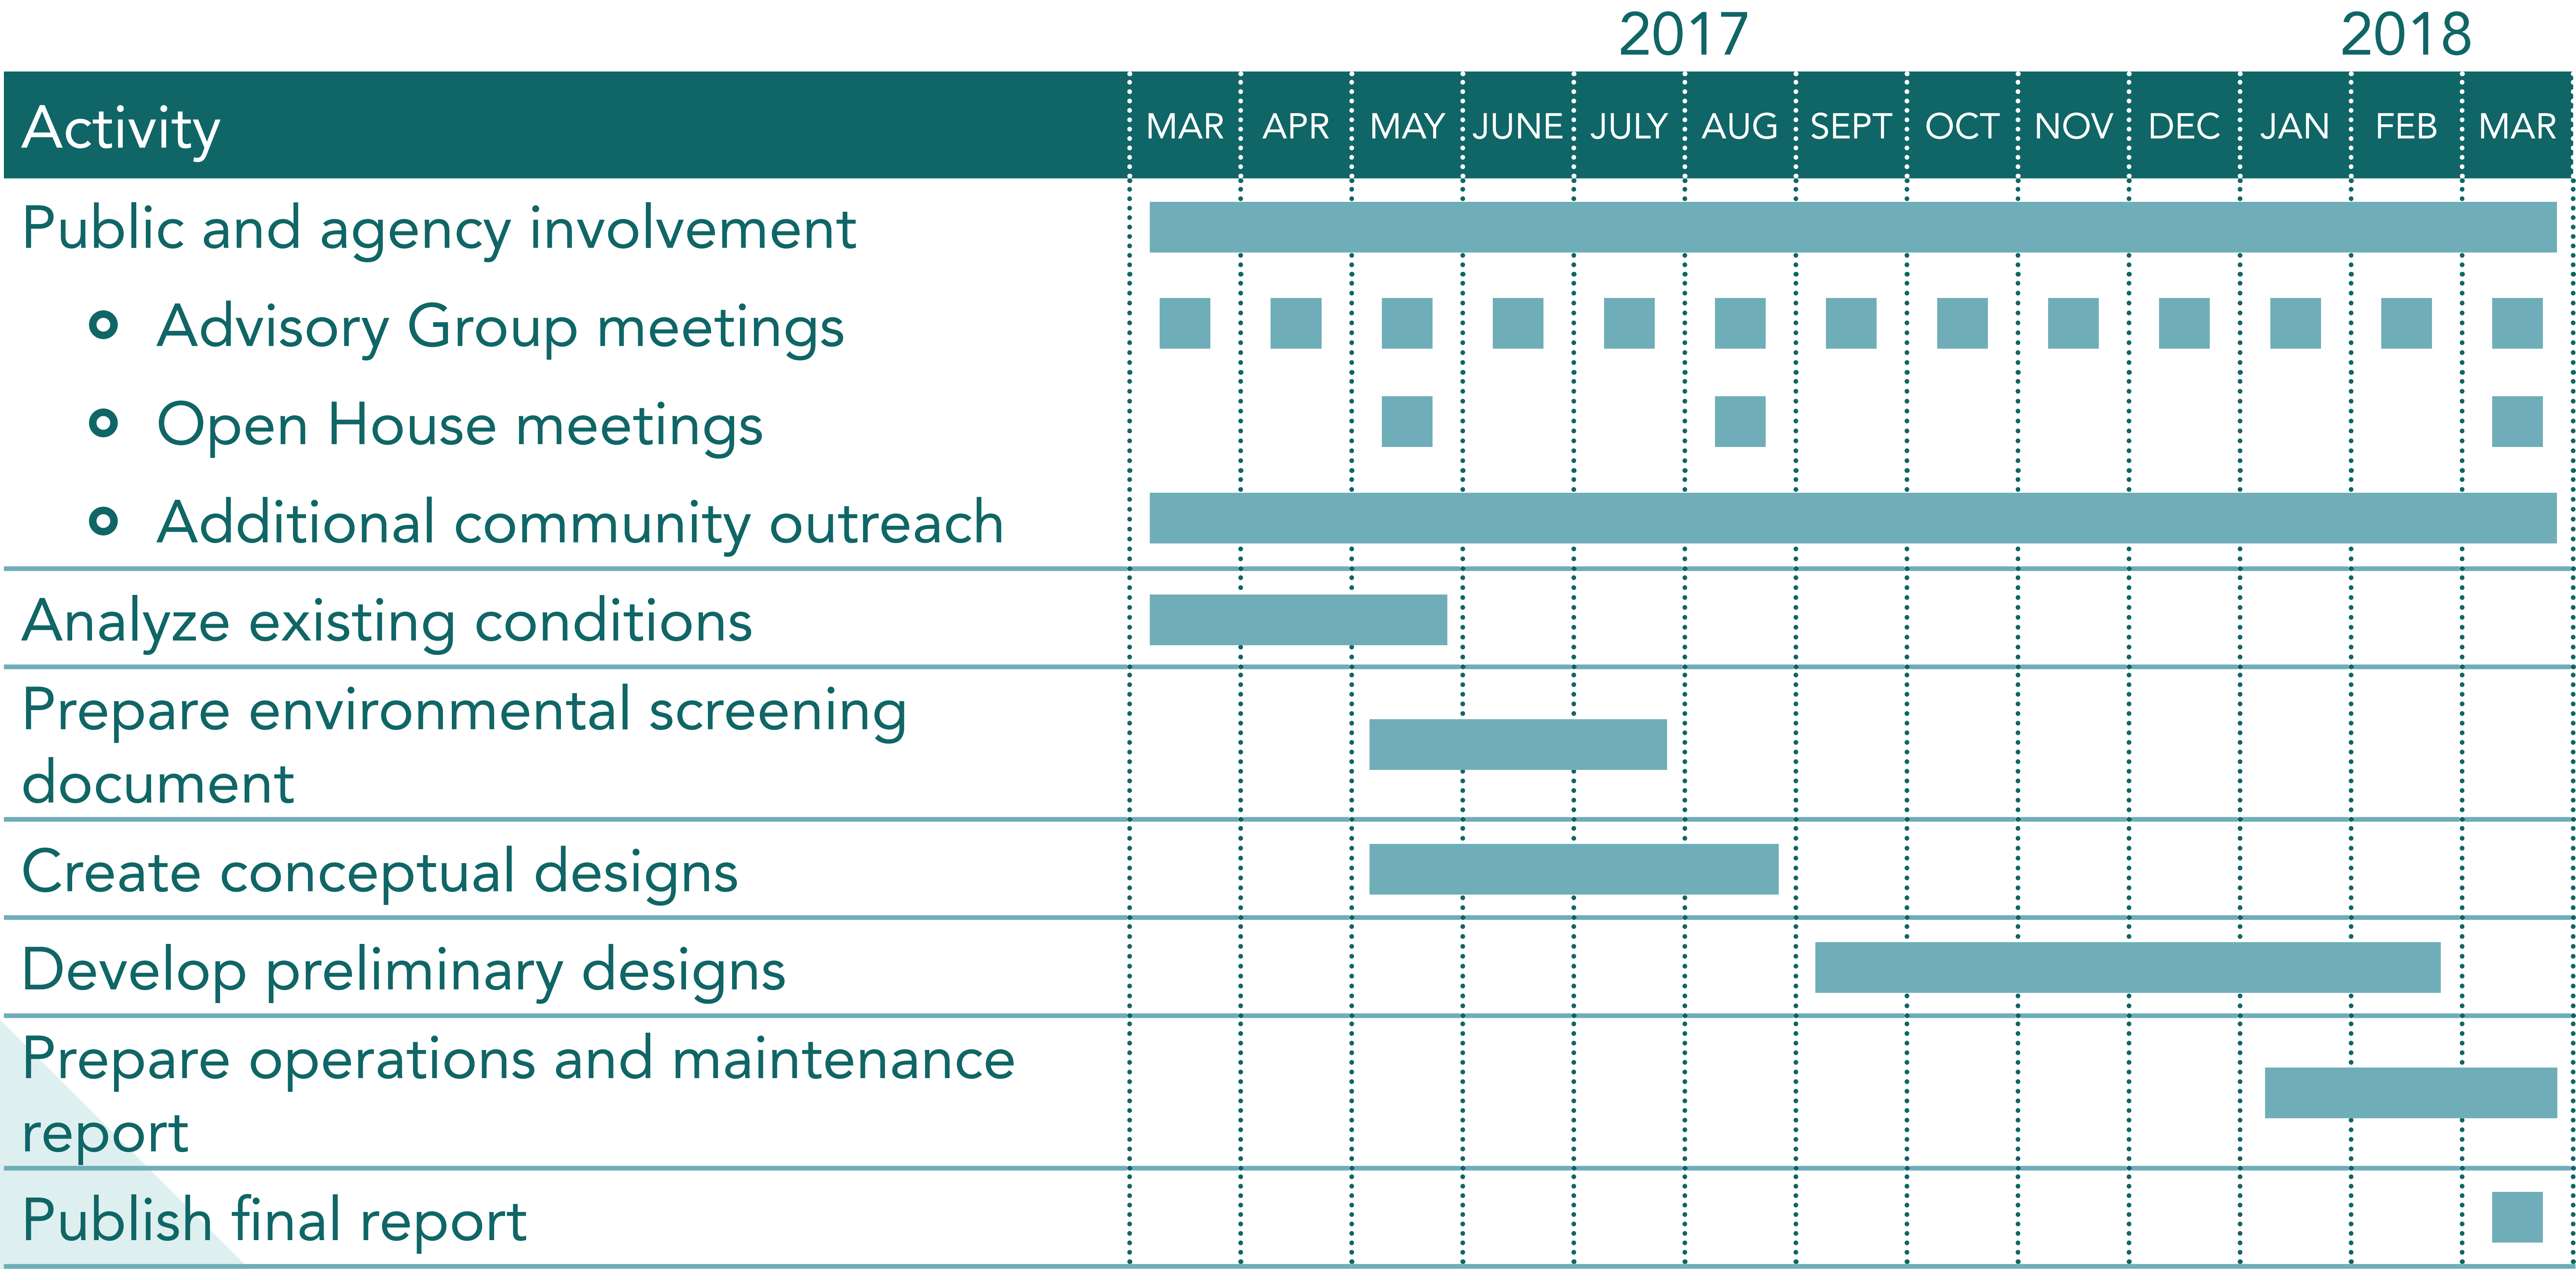 2017 2018
Activity MAR APR MAY JUNE JULY AUG SEPT OCT NOV DEC JAN FEB MAR
Public and agency involvement
Advisory Group meetings
Open House meetings
Additional community outreach
Analyze existing conditions
Prepare environmental screening
document
Create conceptual designs
Develop preliminary designs
Prepare operations and maintenance
report
Publish final report